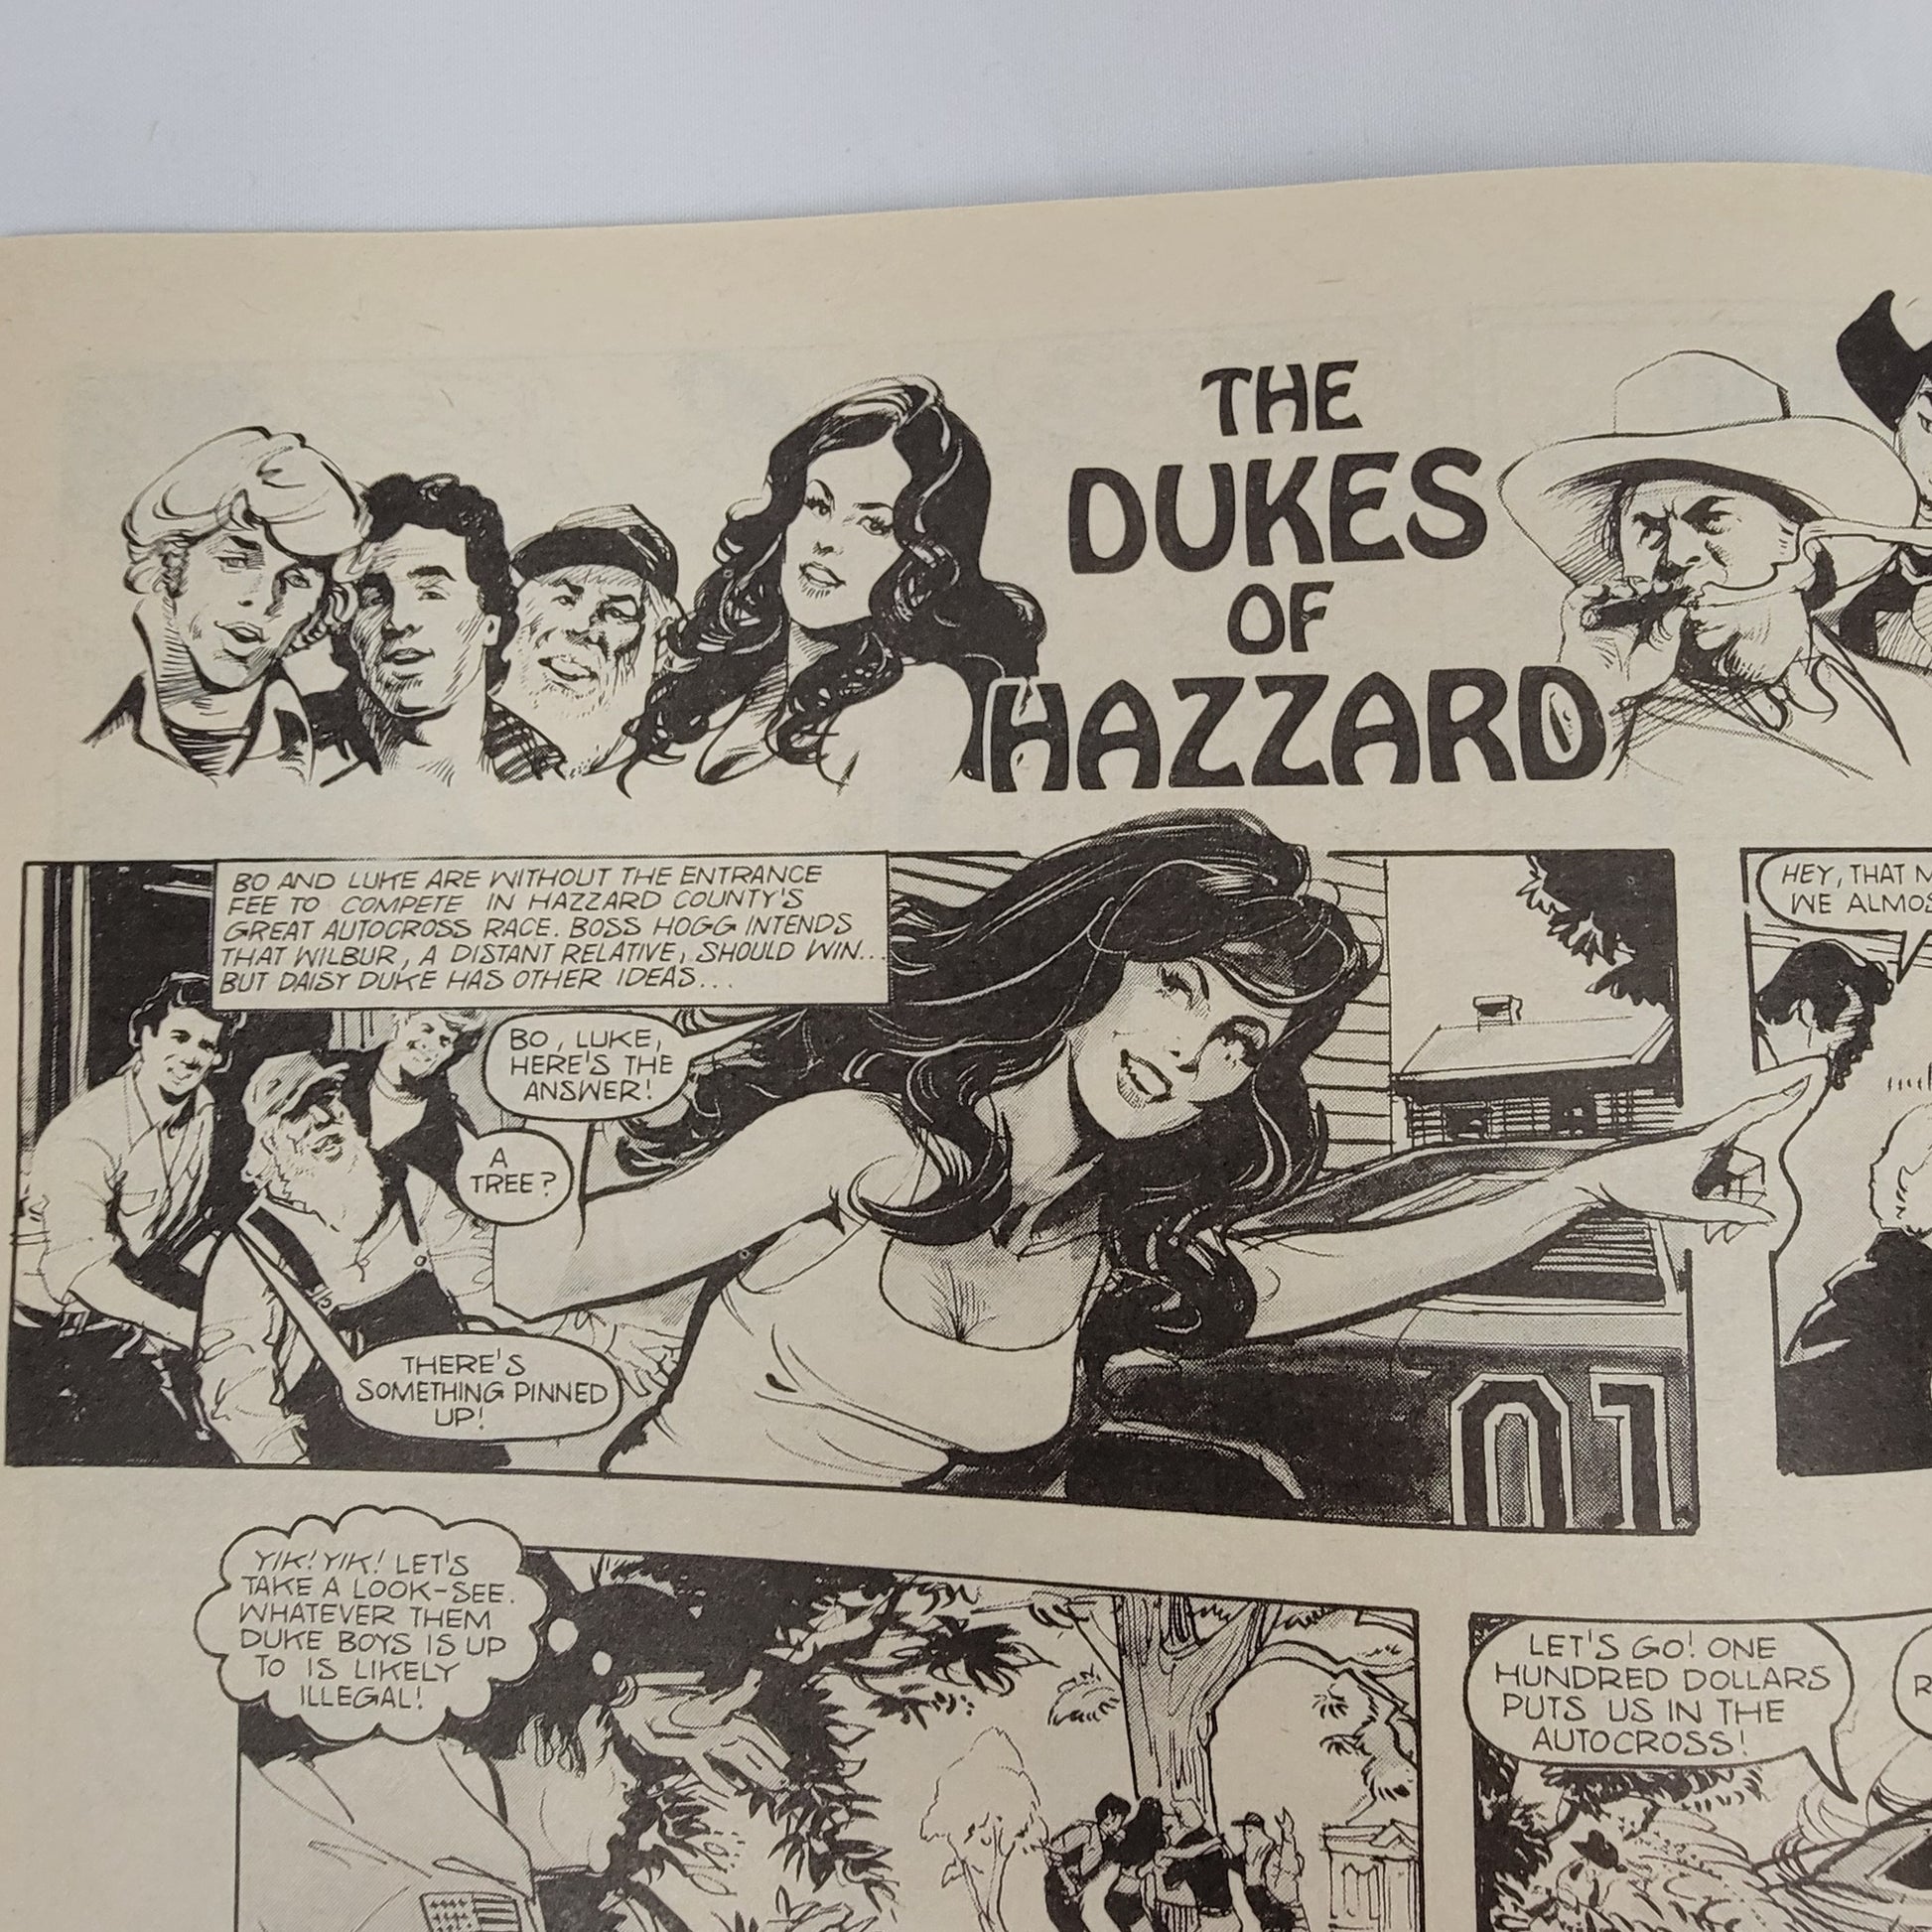 THE
DUKES
OF
HAZZARD
BO AND LUKE ARE WITHOUT THE ENTRANCE
FEE TO COMPETE IN HAZZARD COUNTY'S
GREAT AUTOCROSS RACE. BOSS HOGG INTENDS
THAT WILBUR, A DISTANT RELATIVE, SHOULD WIN...
BUT DAISY DUKE HAS OTHER IDEAS...
BO, LUKE,
HERE'S THE
ANSWER!
A
TREE?
THERE'S
SOMETHING PINNED
UP!
01
HEY, THAT
WE
YIK! YIK! LET'S
TAKE A LOOK-SEE.
WHATEVER THEM
DUKE BOYS IS UP
TO IS LIKELY
ILLEGAL!
LET'S GO! ONE
HUNDRED DOLLARS
PUTS US IN THE
AUTOCROSS!